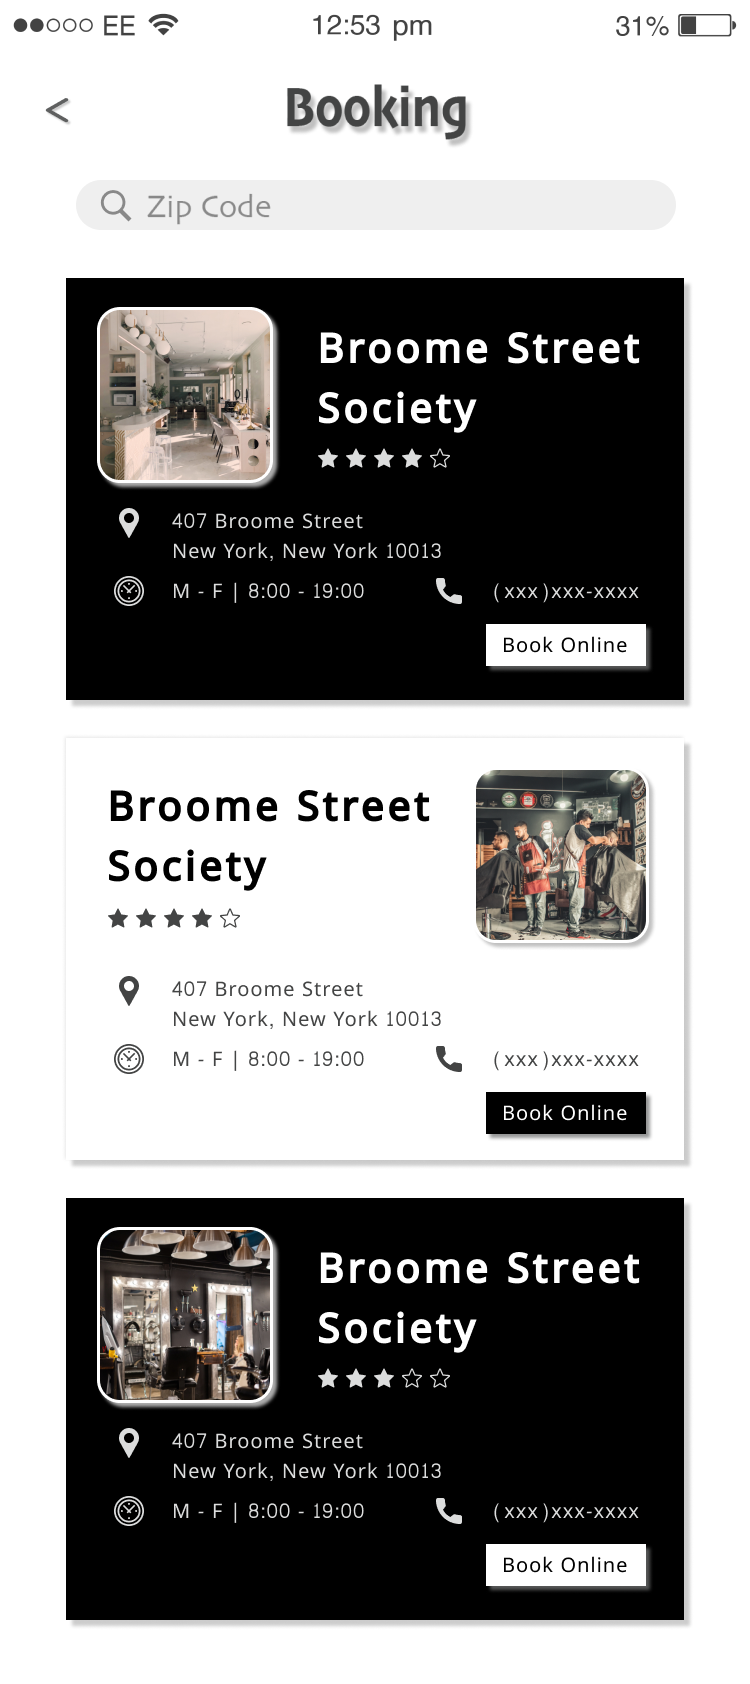 EE 12:53 pm 31%
< Booking
Zip Code
Broome Street
Society
407 Broome Street
New York, New York 10013
M - F | 8:00 - 19:00 (xxx)xxx-xxxx
Book Online
Broome Street
Society
407 Broome Street
New York, New York 10013
M - F | 8:00 - 19:00 (xxx)xxx-xxxx
Book Online
Broome Street
Society
407 Broome Street
New York, New York 10013
M - F | 8:00 - 19:00 (xxx)xxx-xxxx
Book Online